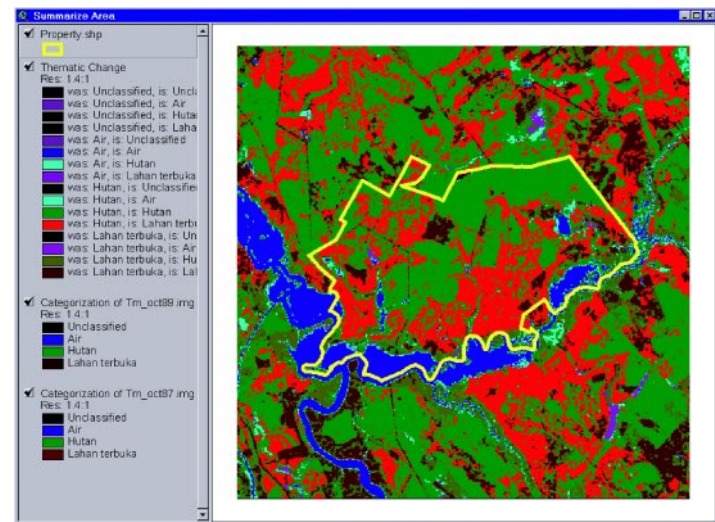 Summarize Area
Property.shp
Thematic Change
Res: 1.4:1
was: Unclassified, is: Uncla
was: Unclassified, is: Air
was: Unclassified, is: Hutan
was: Unclassified, is: Laha
was: Air, is: Unclassified
was: Air, is: Air
was: Air, is: Hutan
was: Air, is: Lahan terbuka
was: Hutan, is: Unclassified
was: Hutan, is: Air
was: Hutan, is: Hutan
was: Hutan, is: Lahan terbu
was: Lahan terbuka, is: Un
was: Lahan terbuka, is: Air
was: Lahan terbuka, is: Hu
was: Lahan terbuka, is: Lal
Categorization of Tm_oct89.img
Res: 1.4:1
Unclassified
Air
Hutan
Lahan terbuka
Categorization of Tm_oct87.img
Res: 1.4:1
Unclassified
Air
Hutan
Lahan terbuka